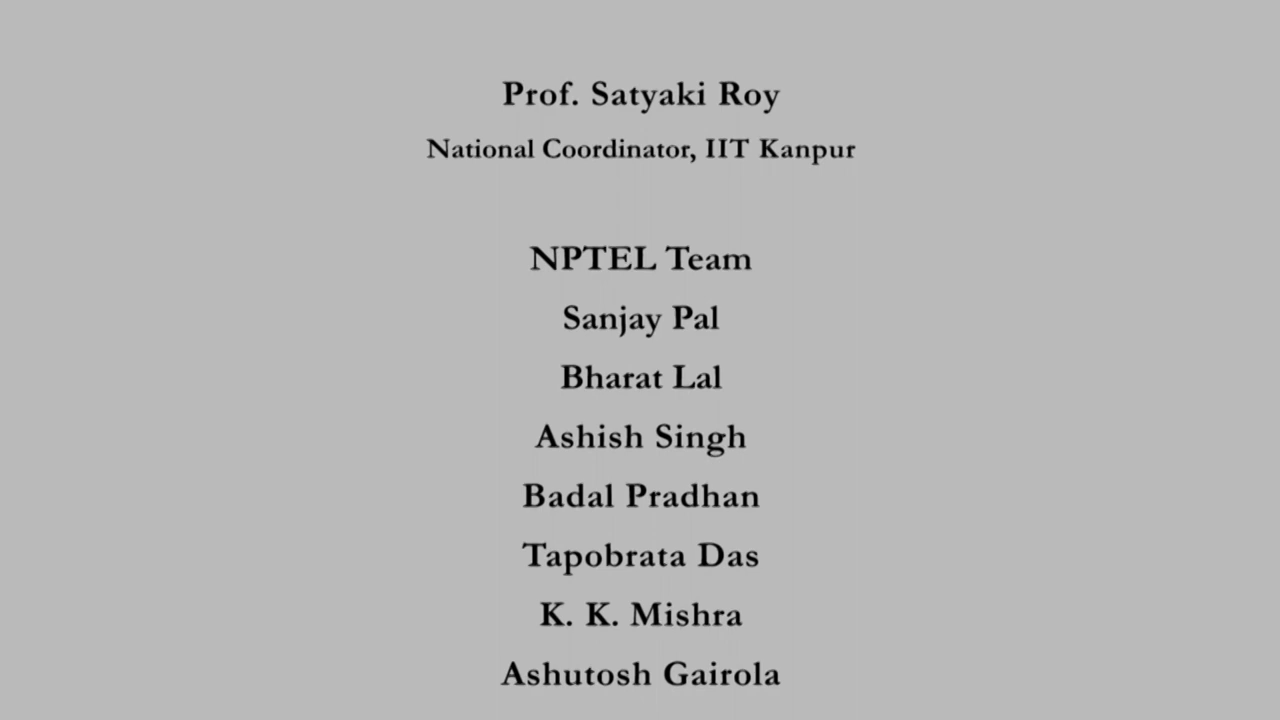 Prof. Satyaki Roy
National Coordinator, IIT Kanpur
NPTEL Team
Sanjay Pal
Bharat Lal
Ashish Singh
Badal Pradhan
Tapobrata Das
K. K. Mishra
Ashutosh Gairola